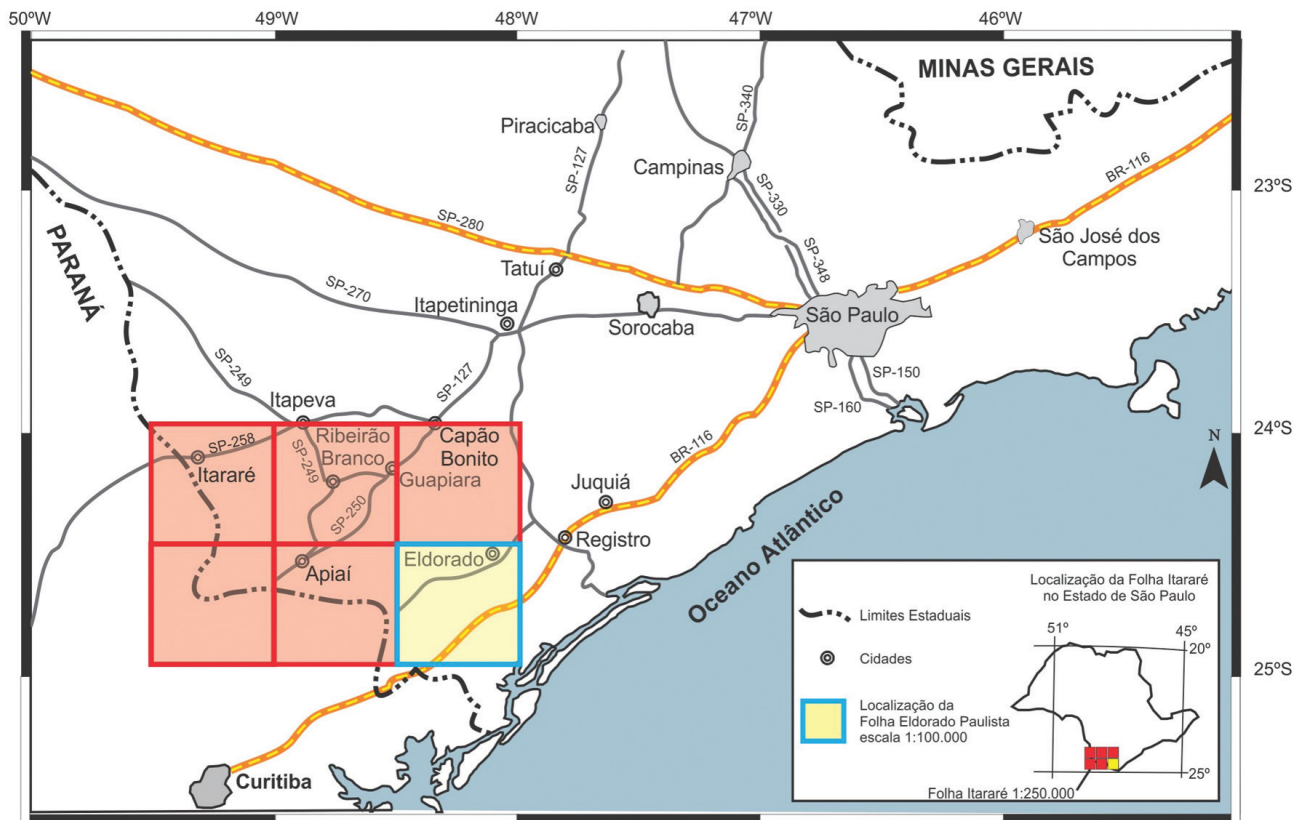 50ºW
49ºW
48ºW
47ºW
46ºW
MINAS GERAIS
SP-340
Piracicaba
SP-127
Campinas
BR-116
23ºS
SP-330
SP-280
São José dos
Campos
PARANÁ
SP-348
Tatuí
SP-270
Itapetininga
Sorocaba
São Paulo
SP-249
SP-127
SP-150
SP-160
Itapeva
24ºS
SP-258
Ribeirão
Branco
Capão
Bonito
BR-116
N
Itararé
SP-249
Guapiara
Juquiá
SP-250
Registro
Eldorado
Apiaí
Oceano Atlântico
Localização da Folha Itararé
no Estado de São Paulo
Limites Estaduais
51º
45º
20º
Cidades
25ºS
Localização da
Folha Eldorado Paulista
escala 1:100.000
25º
Folha Itararé 1:250.000
Curitiba